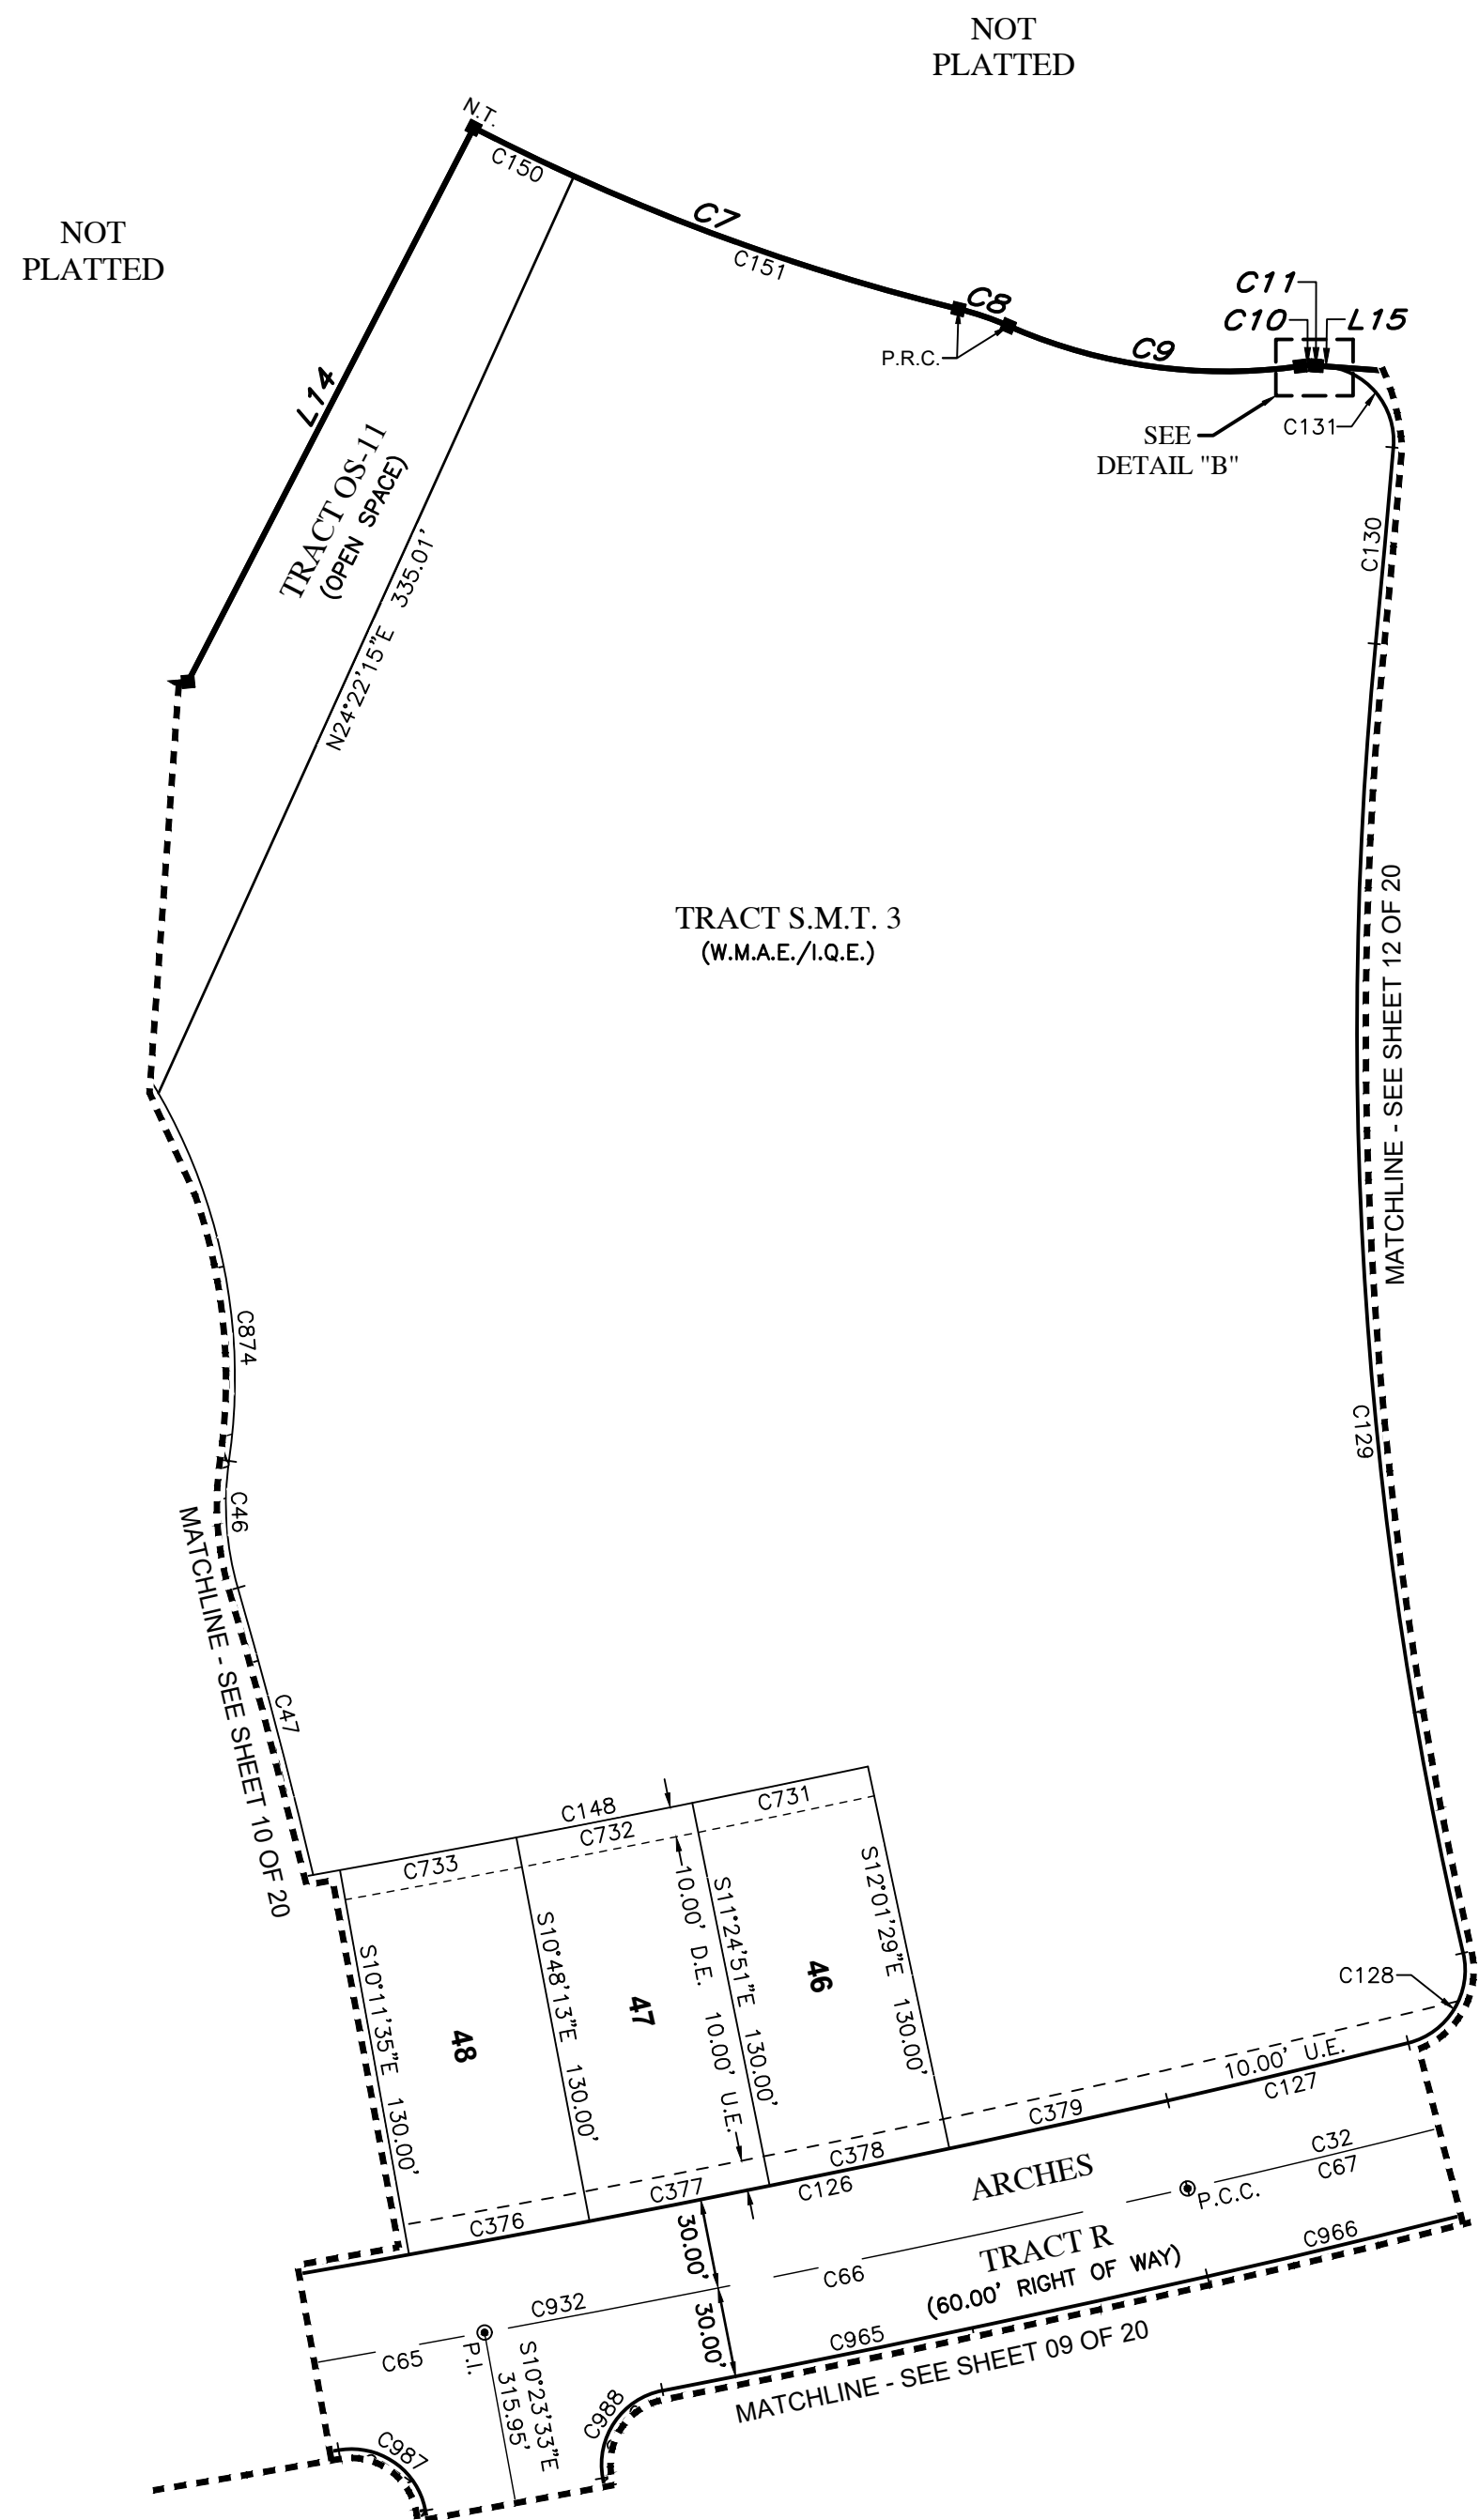 NOT
PLATTED
N.T.
C150
NOT
PLATTED
C7
C151
C11
C8
C10
L15
P.R.C.
C9
L14
SEE
DETAIL "B"
C131
TRACT OS-11
(OPEN SPACE)
C130
N24°22'15"E 335.01'
TRACT S.M.T. 3
(W.M.A.E./I.Q.E.)
MATCHLINE - SEE SHEET 12 OF 20
C874
C129
C46
MATCHLINE - SEE SHEET 10 OF 20
C47
C148
C731
C732
C733
S12°01'29"E 130.00'
10.00' D.E. 10.00' U.E.
S11°24'51"E 130.00'
S10°48'13"E 130.00'
S10°11'35"E 130.00'
46
47
48
C128
10.00' U.E.
C127
C379
C378
C377
C376
C126
ARCHES
C32
C67
P.C.C.
30.00'
C66
TRACT R
(60.00' RIGHT OF WAY)
C966
C932
30.00'
C65
P.I.
S10°23'33"E
315.95'
C965
MATCHLINE - SEE SHEET 09 OF 20
C988
C987